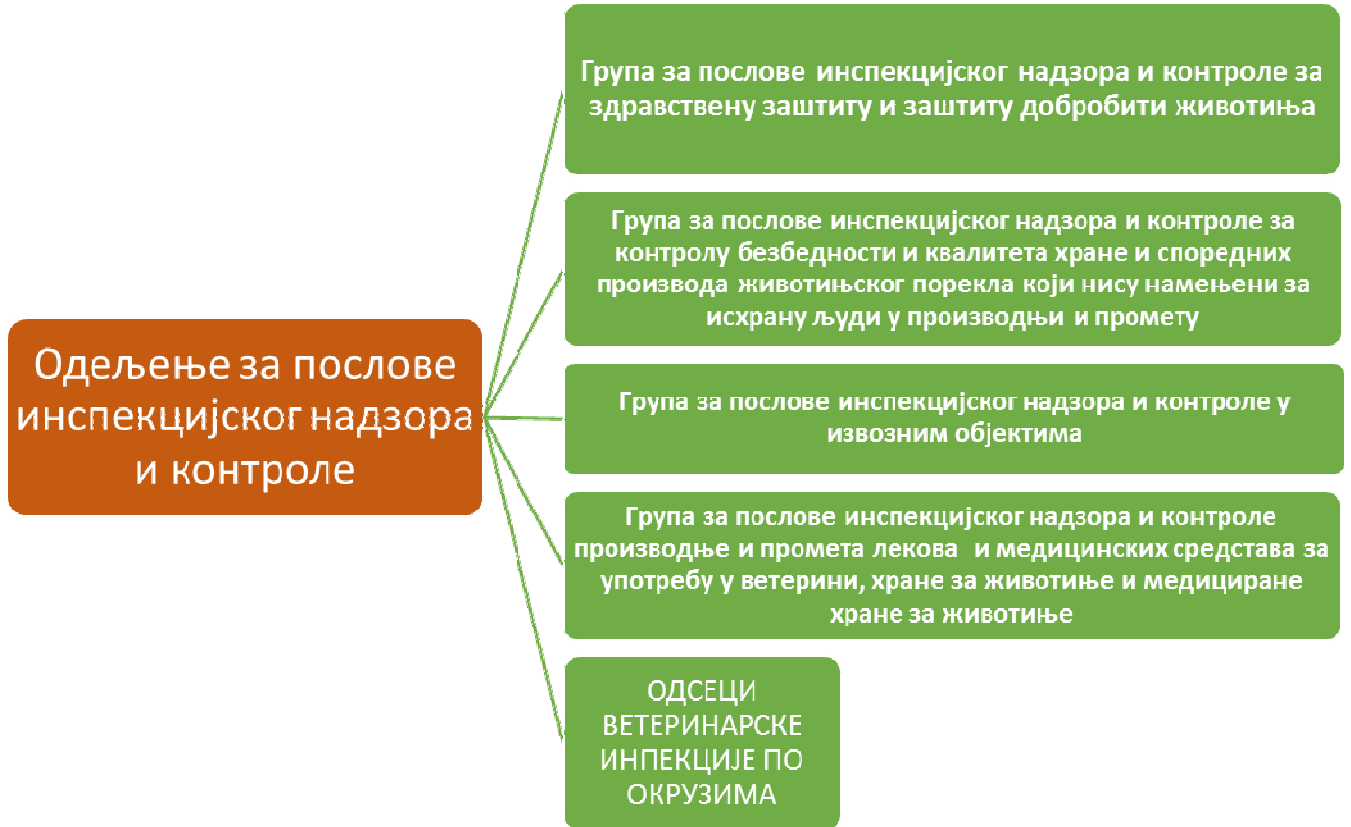 Група за послове инспекцијског надзора и контроле за
здравствену заштиту и заштиту добробити животиња
Група за послове инспекцијског надзора и контроле за
контролу безбедности и квалитета хране и споредних
производа животињског порекла који нису намењени за
исхрану људи у производњи и промету
Одељење за послове
инспекцијског надзора
и контроле
Група за послове инспекцијског надзора и контроле у
извозним објектима
Група за послове инспекцијског надзора и контроле
производње и промета лекова и медицинских средстава за
употребу у ветерини, хране за животиње и медициране
хране за животиње
ОДСЕЦИ
ВЕТЕРИНАРСКЕ
ИНПЕКЦИЈЕ ПО
ОКРУЗИМА